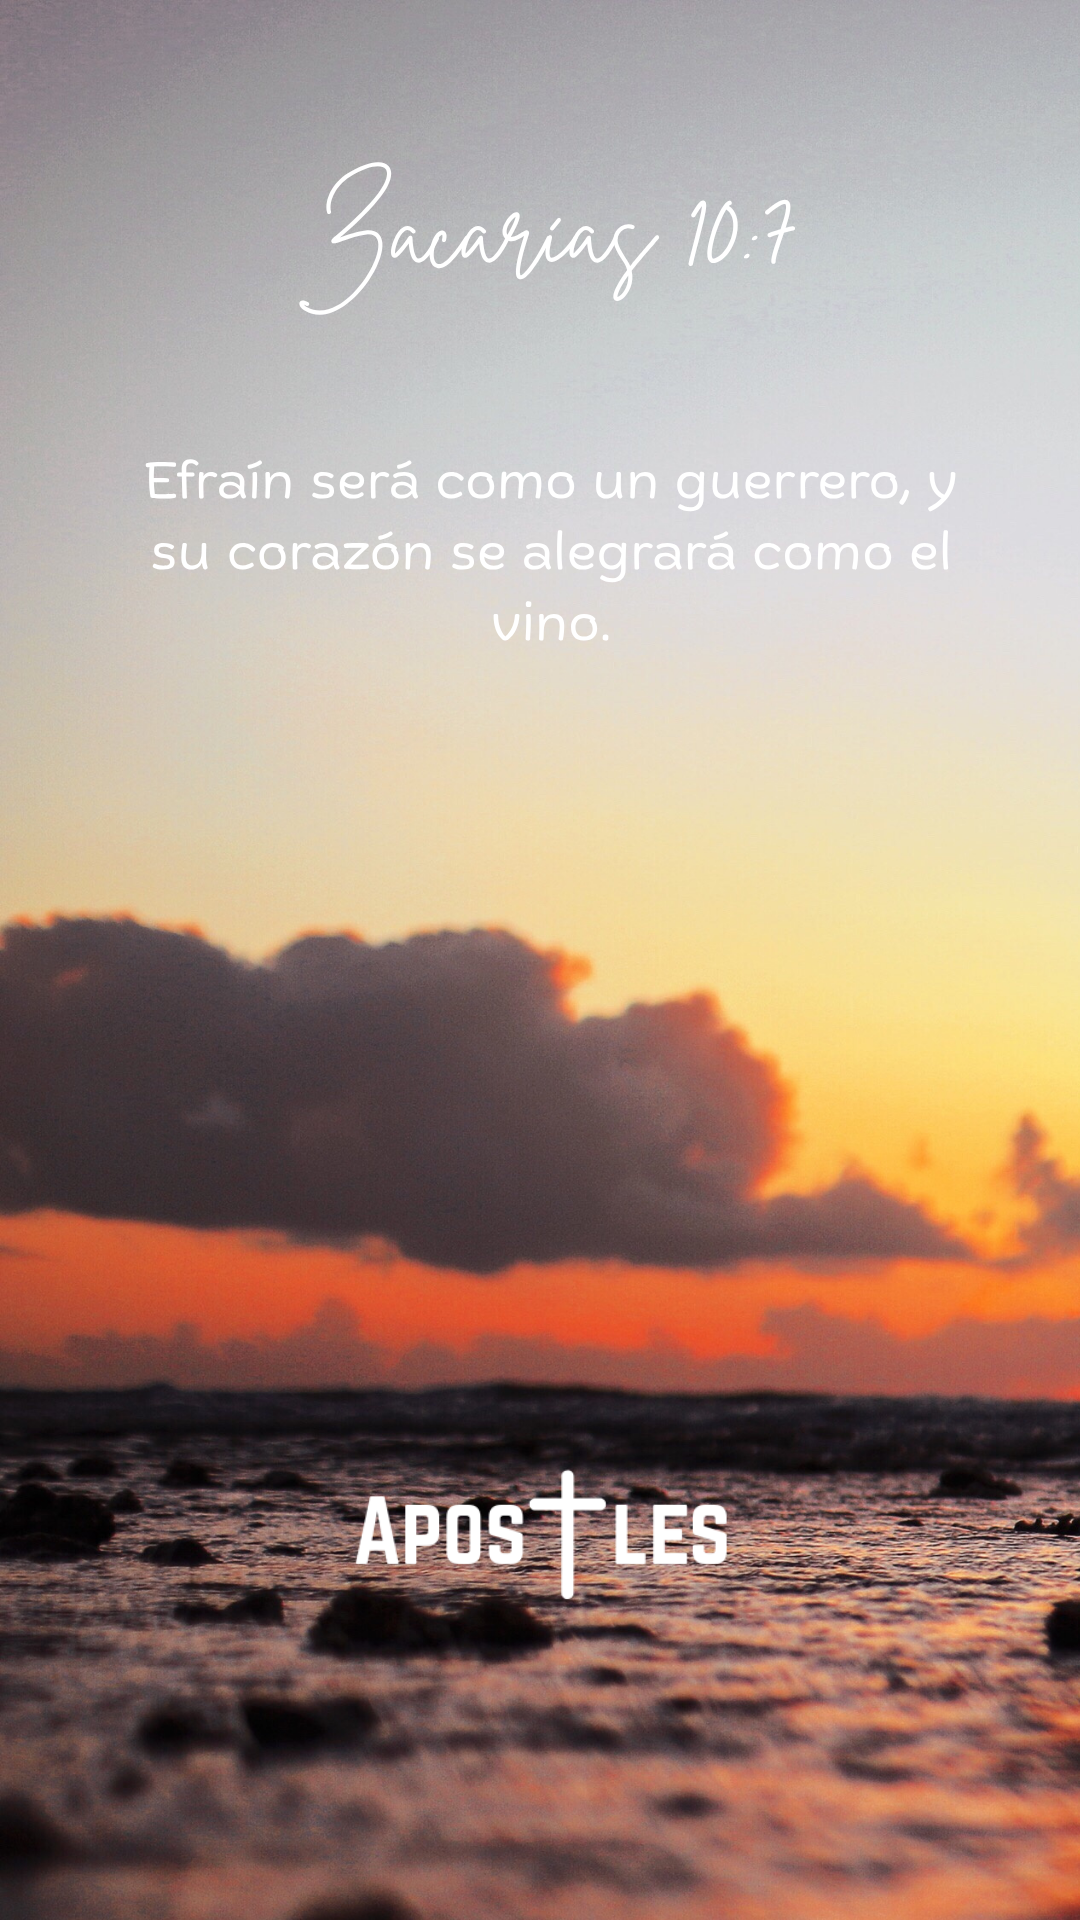 Zacarías 10:7
Efraín será como un guerrero, y
su corazón se alegrará como el
vino.
APOSTLES